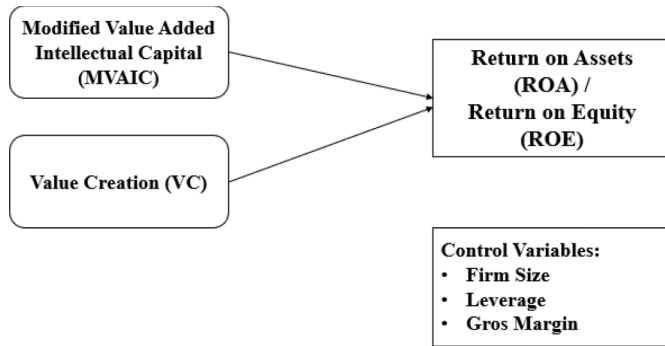 Modified Value Added
Intellectual Capital
(MVAIC)
Return on Assets
(ROA) /
Return on Equity
(ROE)
Value Creation (VC)
Control Variables:
• Firm Size
• Leverage
• Gros Margin